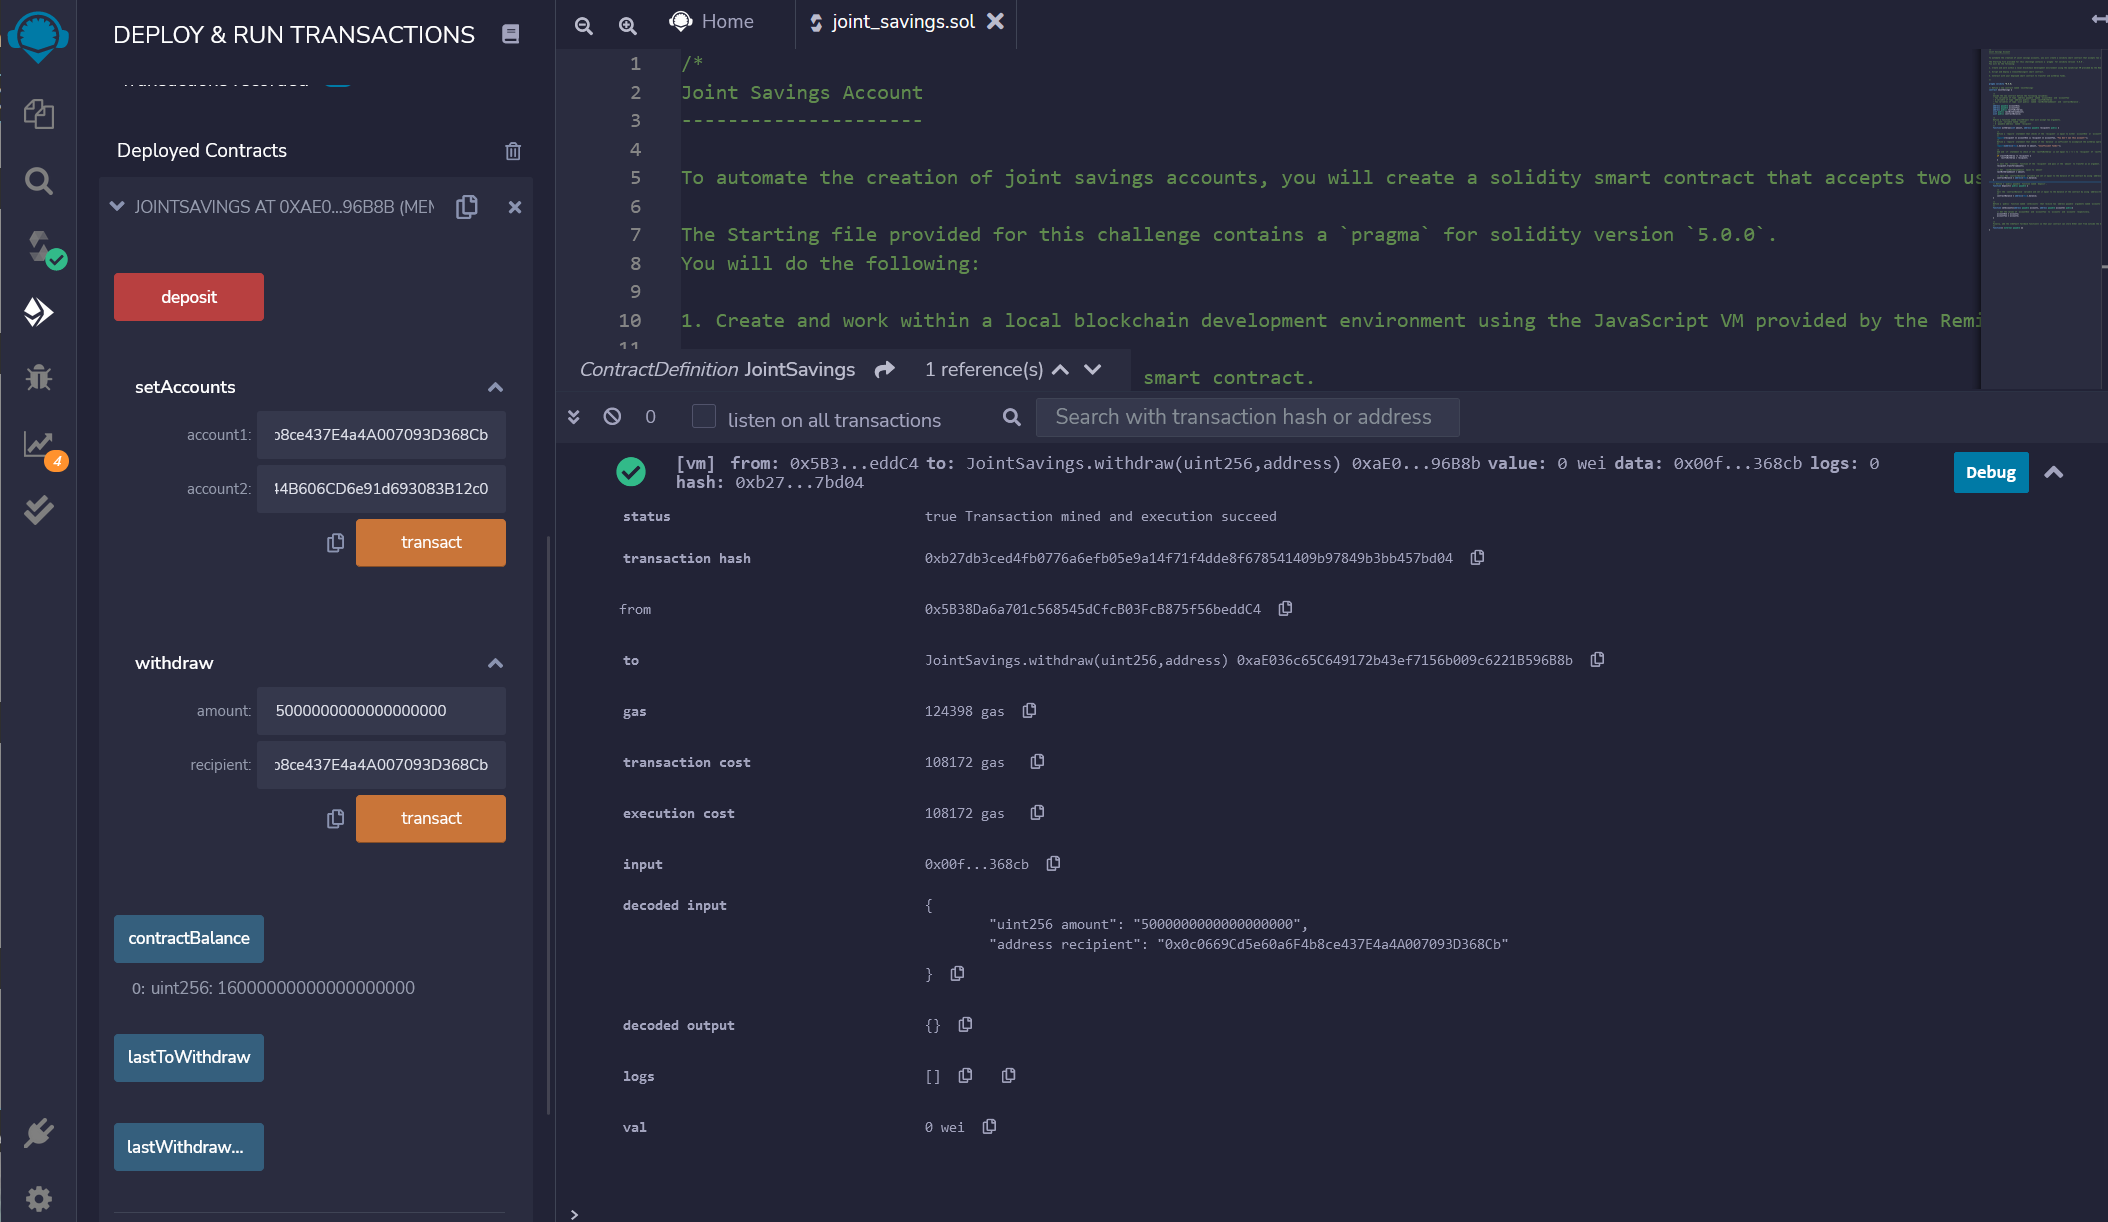 DEPLOY & RUN TRANSACTIONS
Deployed Contracts
JOINTSAVINGS AT 0XAE0...96B8B (MEM
deposit
setAccounts
account1: b8ce437E4a4A007093D368Cb
account2: 44B606CD6e91d693083B12c0
transact
withdraw
amount: 5000000000000000000
recipient: b8ce437E4a4A007093D368Cb
transact
contractBalance
0: uint256: 16000000000000000000
lastToWithdraw
lastWithdraw...
4
Home
joint_savings.sol
1 /*
2 Joint Savings Account
3 ---------------------
4
5 To automate the creation of joint savings accounts, you will create a solidity smart contract that accepts two us
6
7 The Starting file provided for this challenge contains a `pragma` for solidity version `5.0.0`.
8 You will do the following:
9
10 1. Create and work within a local blockchain development environment using the JavaScript VM provided by the Remi
11
ContractDefinition JointSavings 1 reference(s)
smart contract.
0 listen on all transactions Search with transaction hash or address
[vm] from: 0x5B3...eddC4 to: JointSavings.withdraw(uint256,address) 0xaE0...96B8b value: 0 wei data: 0x00f...368cb logs: 0
hash: 0xb27...7bd04
Debug
status true Transaction mined and execution succeed
transaction hash 0xb27db3ced4fb0776a6efb05e9a14f71f4dde8f678541409b97849b3bb457bd04
from 0x5B38Da6a701c568545dCfcB03FcB875f56beddC4
to JointSavings.withdraw(uint256,address) 0xaE036c65C649172b43ef7156b009c6221B596B8b
gas 124398 gas
transaction cost 108172 gas
execution cost 108172 gas
input 0x00f...368cb
decoded input {
"uint256 amount": "5000000000000000000",
"address recipient": "0x0c0669Cd5e60a6F4b8ce437E4a4A007093D368Cb"
}
decoded output {}
logs []
val 0 wei
>